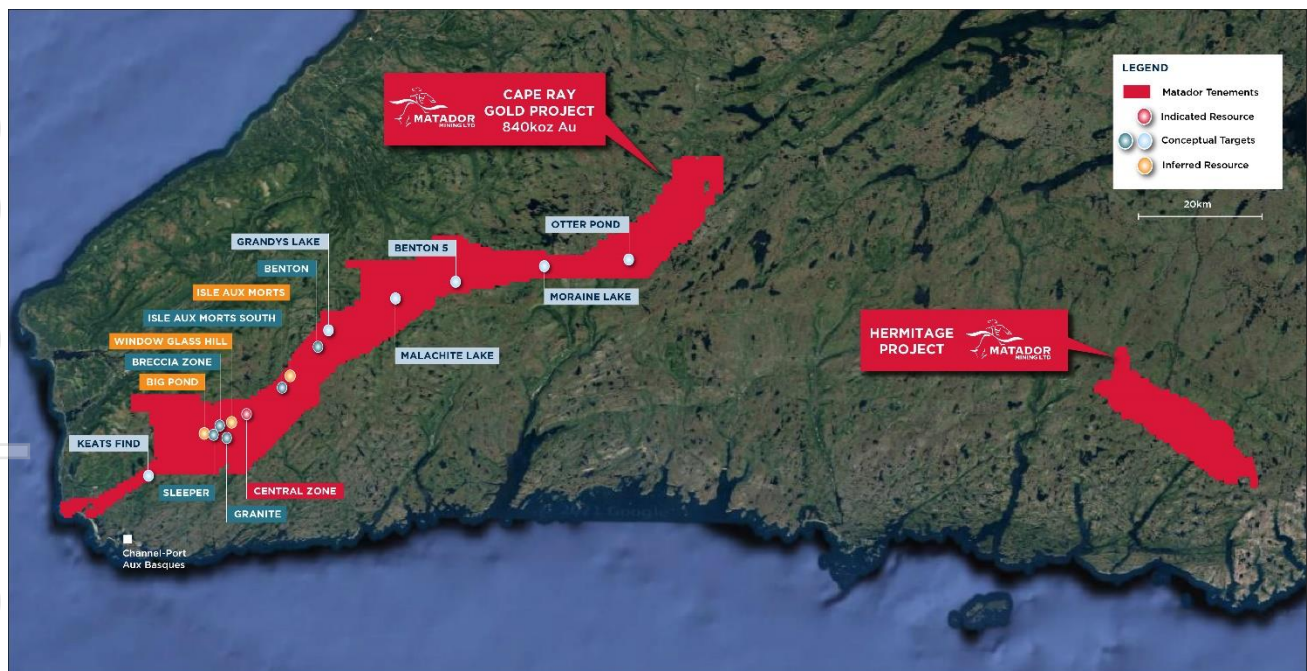 MATADOR
MINING LTD
CAPE RAY
GOLD PROJECT
840koz Au
LEGEND
Matador Tenements
Indicated Resource
Conceptual Targets
Inferred Resource
20km
OTTER POND
GRANDYS LAKE
BENTON 5
BENTON
ISLE AUX MORTS
MORAINE LAKE
ISLE AUX MORTS SOUTH
WINDOW GLASS HILL
MALACHITE LAKE
HERMITAGE
PROJECT
MATADOR
MINING LTD
BRECCIA ZONE
BIG POND
KEATS FIND
SLEEPER
CENTRAL ZONE
GRANITE
Channel-Port
Aux Basques